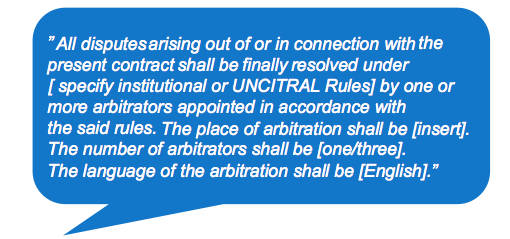 ” All disputes arising out of or in connection with the
present contract shall be finally resolved under
[ specify institutional or UNCITRAL Rules] by one or
more arbitrators appointed in accordance with
the said rules. The place of arbitration shall be [insert].
The number of arbitrators shall be [one/three].
The language of the arbitration shall be [English].”